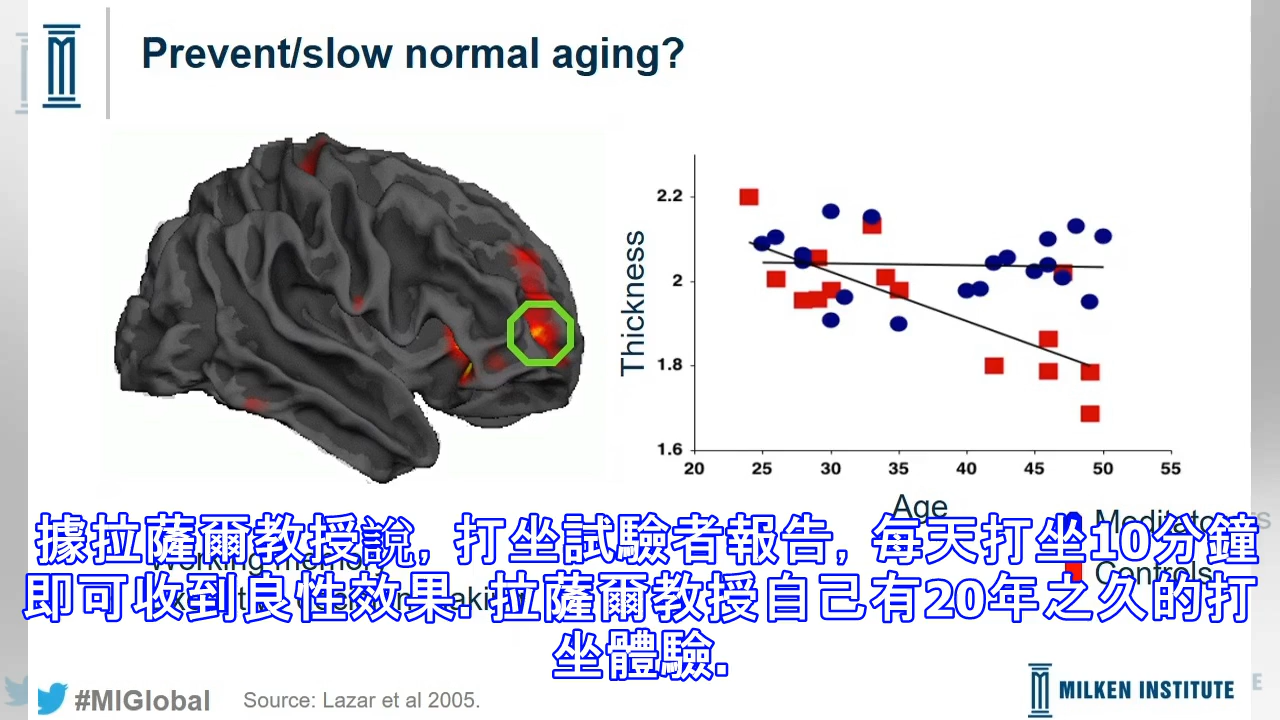 Prevent/slow normal aging?
2.2
2
1.8
1.6
Thickness
20 25 30 35 40 45 50 55
Age
據拉薩爾教授說, 打坐試驗者報告, 每天打坐10分鐘
即可收到良性效果. 拉薩爾教授自己有20年之久的打
坐體驗.
Controls
#MIGlobal
Source: Lazar et al 2005.
MILKEN INSTITUTE